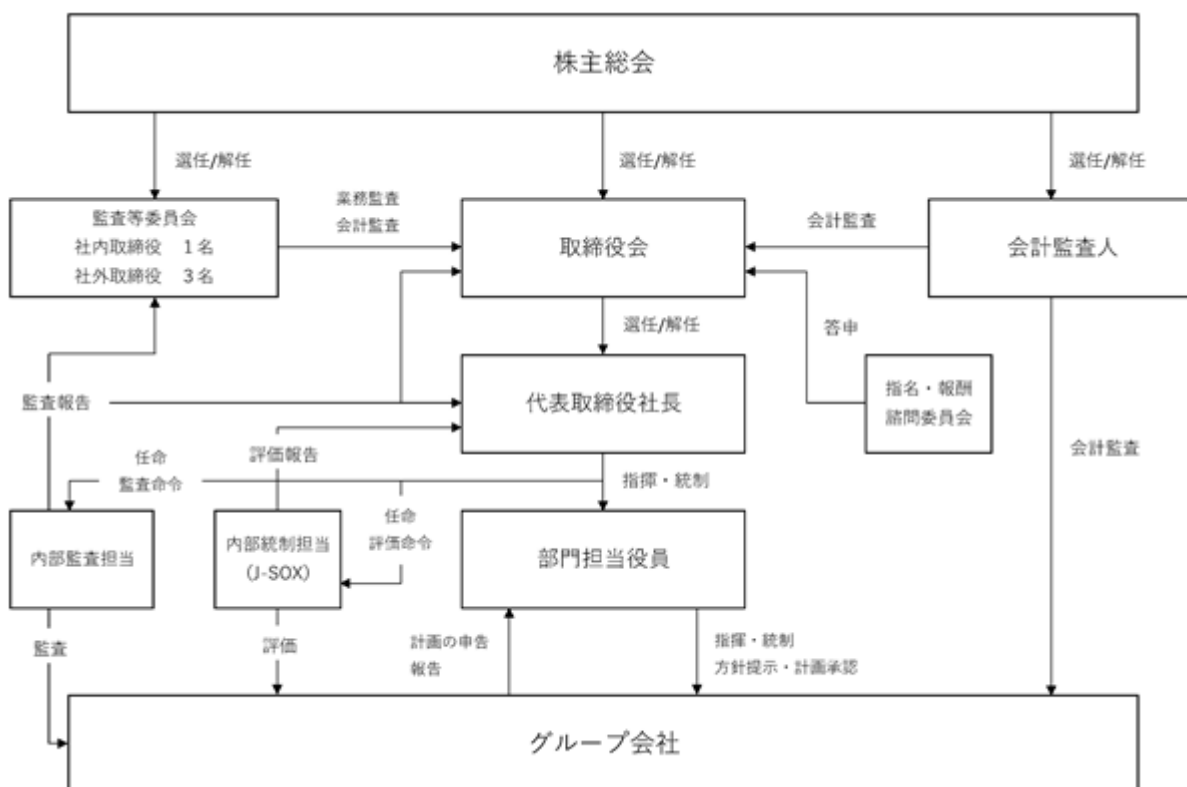 株主総会
選任/解任
選任/解任
選任/解任
監査等委員会
社内取締役　1名
社外取締役　3名
業務監査
会計監査
取締役会
会計監査
会計監査人
選任/解任
答申
監査報告
代表取締役社長
指名・報酬
諮問委員会
任命
監査命令
評価報告
指揮・統制
会計監査
任命
評価命令
内部監査担当
内部統制担当
（J-SOX）
部門担当役員
監査
評価
計画の申告
報告
指揮・統制
方針提示・計画承認
グループ会社